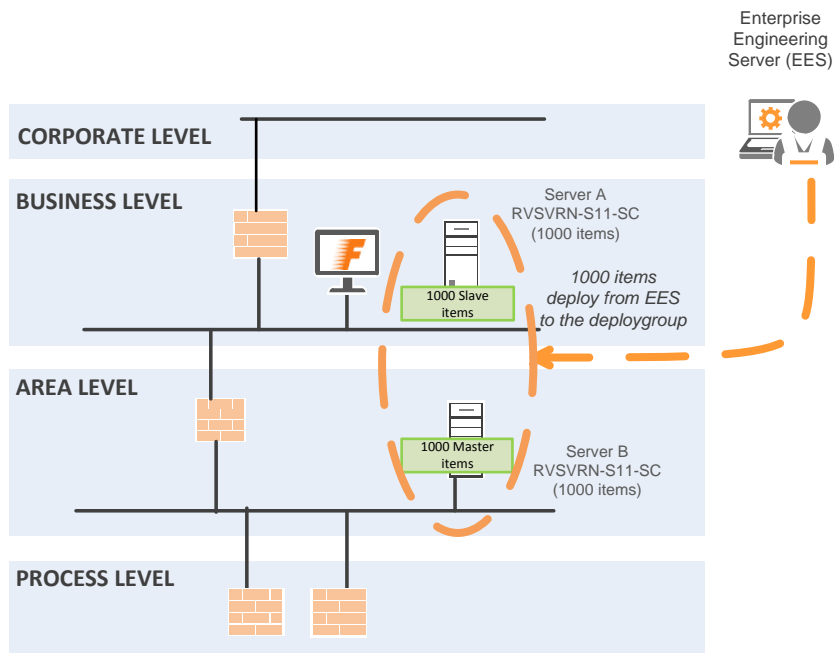 Enterprise
Engineering
Server (EES)
CORPORATE LEVEL
BUSINESS LEVEL
Server A
RVSVRN-S11-SC
(1000 items)
F
1000 Slave
items
1000 items
deploy from EES
to the deploygroup
AREA LEVEL
1000 Master
items
Server B
RVSVRN-S11-SC
(1000 items)
PROCESS LEVEL